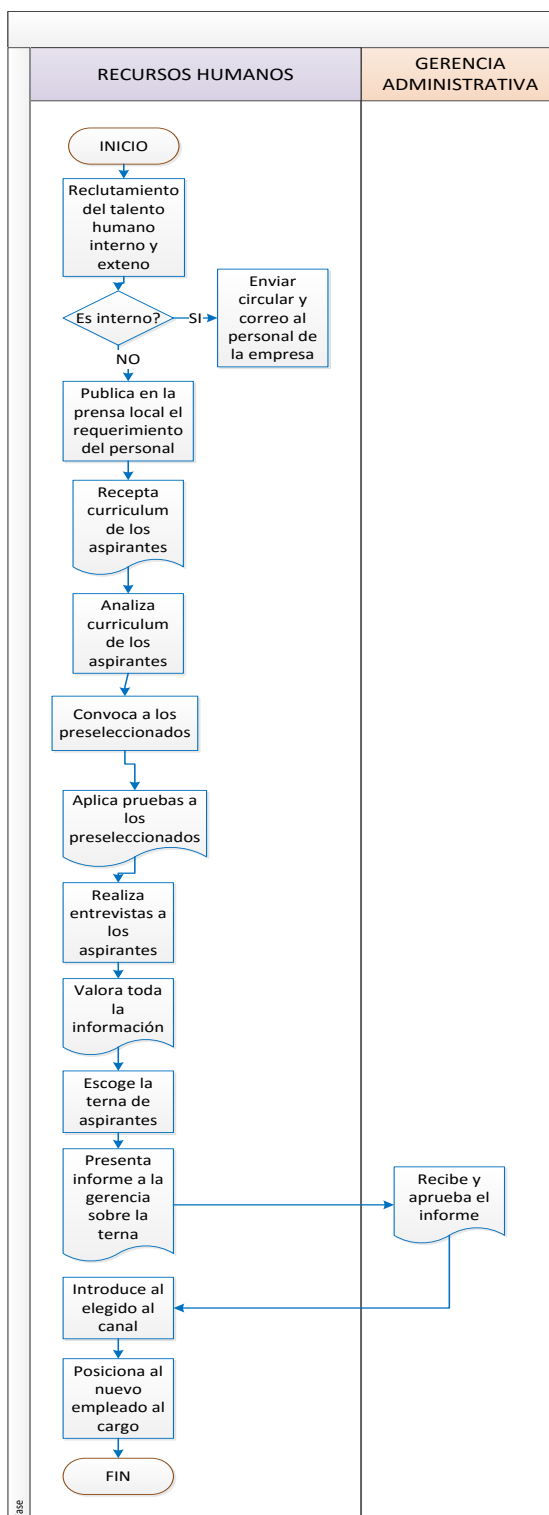 RECURSOS HUMANOS
GERENCIA
ADMINISTRATIVA
INICIO
Reclutamiento
del talento
humano
interno y
exteno
Es interno?
SI
Enviar
circular y
correo al
personal de
la empresa
NO
Publica en la
prensa local el
requerimiento
del personal
Recepta
curriculum
de los
aspirantes
Analiza
curriculum
de los
aspirantes
Convoca a los
preseleccionados
Aplica pruebas a
los
preseleccionados
Realiza
entrevistas a
los
aspirantes
Valora toda
la
información
Escoge la
terna de
aspirantes
Presenta
informe a la
gerencia
sobre la
terna
Recibe y
aprueba el
informe
Introduce al
elegido al
canal
Posiciona al
nuevo
empleado al
cargo
FIN
ase